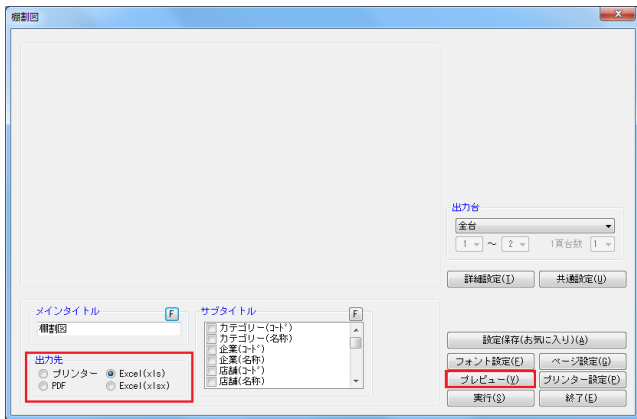 棚割図
出力台
全台
1 ～ 2 1頁台数 1
詳細設定(I) 共通設定(U)
メインタイトル F
棚割図
サブタイトル F
カテゴリー(ｺｰﾄﾞ)
カテゴリー(名称)
企業(ｺｰﾄﾞ)
企業(名称)
店舗(ｺｰﾄﾞ)
店舗(名称)
出力先
プリンター Excel(xls)
PDF Excel(xlsx)
設定保存(お気に入り)(A)
フォント設定(F) ページ設定(G)
プレビュー(V) プリンター設定(P)
実行(S) 終了(E)